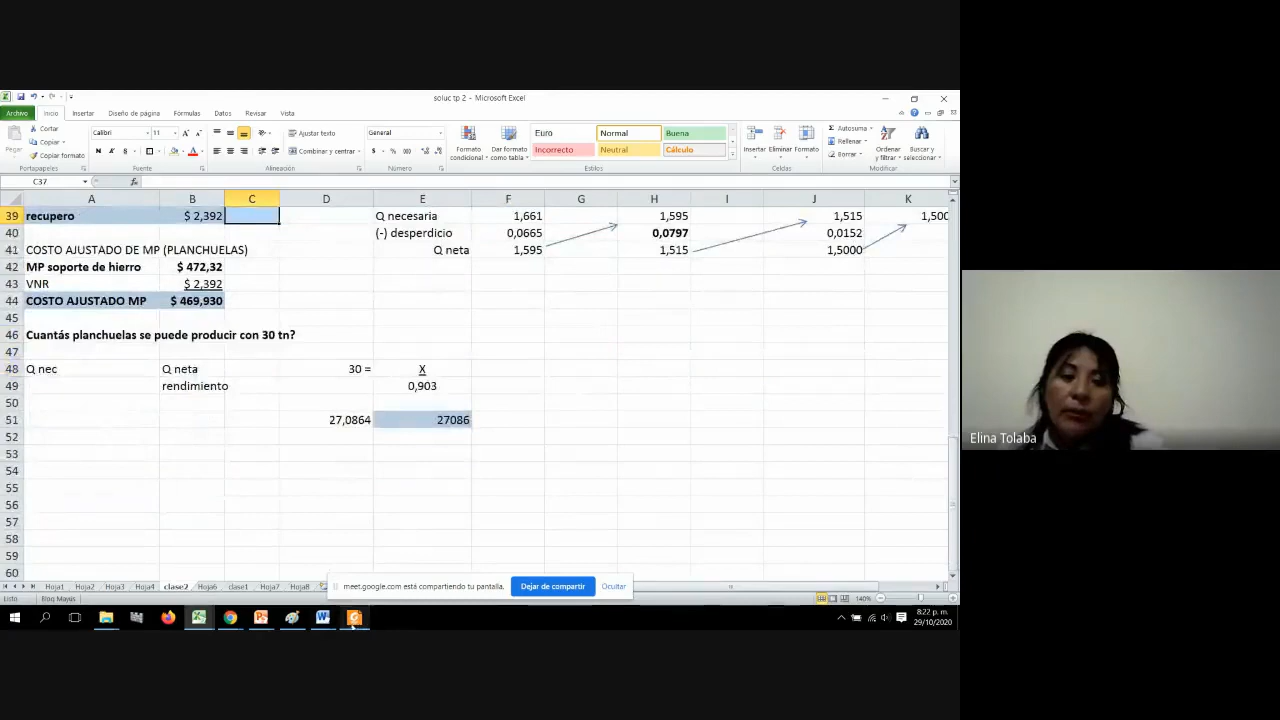 soluc tp 2 - Microsoft Excel
Archivo Inicio Insertar Diseño de página Fórmulas Datos Revisar Vista
Pegar Cortar Copiar Copiar formato Portapapeles
Calibri 11 Fuente
Ajustar texto Combinar y centrar Alineación
General Número
Formato condicional Dar formato como tabla Euro Normal Buena Incorrecto Neutral Cálculo Estilos
Insertar Eliminar Formato Celdas
Autosuma Rellenar Borrar Ordenar y filtrar Buscar y seleccionar Modificar
C37 fx
A B C D E F G H I J K
39 recupero $ 2,392 Q necesaria 1,661 1,595 1,515 1,500
40 (-) desperdicio 0,0665 0,0797 0,0152
41 COSTO AJUSTADO DE MP (PLANCHUELAS) Q neta 1,595 1,515 1,5000
42 MP soporte de hierro $ 472,32
43 VNR $ 2,392
44 COSTO AJUSTADO MP $ 469,930
45
46 Cuantás planchuelas se puede producir con 30 tn?
47
48 Q nec Q neta 30 = X
49 rendimiento 0,903
50
51 27,0864 27086
52
53
54
55
56
57
58
59
60
Hoja1 Hoja2 Hoja3 Hoja4 clase2 Hoja6 clase1 Hoja7 Hoja8
meet.google.com está compartiendo tu pantalla. Dejar de compartir Ocultar
Listo Bloq Mayús 140%
8:22 p. m.
29/10/2020
Elina Tolaba